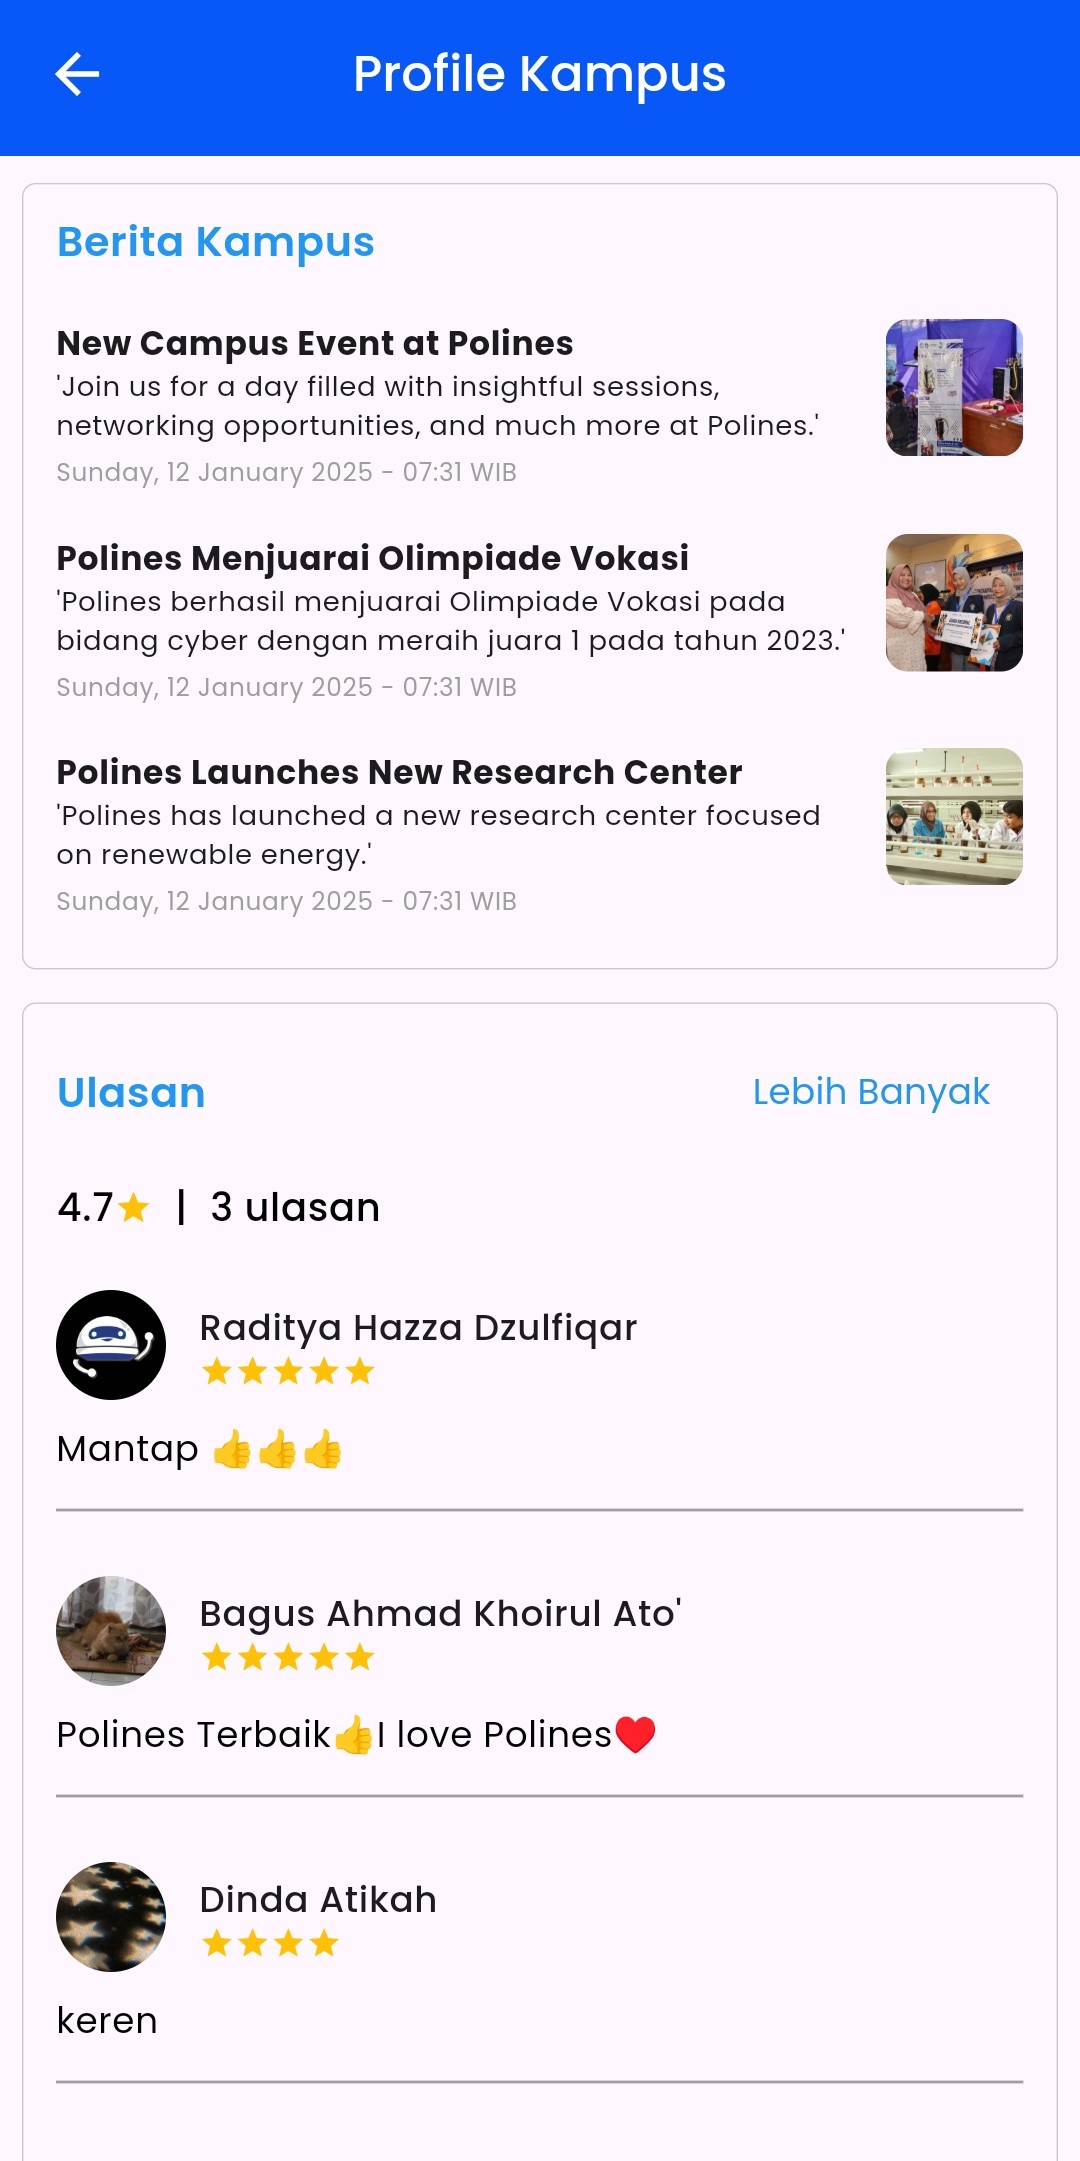 Profile Kampus
Berita Kampus
New Campus Event at Polines
'Join us for a day filled with insightful sessions,
networking opportunities, and much more at Polines.'
Sunday, 12 January 2025 - 07:31 WIB
Polines Menjuarai Olimpiade Vokasi
'Polines berhasil menjuarai Olimpiade Vokasi pada
bidang cyber dengan meraih juara 1 pada tahun 2023.'
Sunday, 12 January 2025 - 07:31 WIB
Polines Launches New Research Center
'Polines has launched a new research center focused
on renewable energy.'
Sunday, 12 January 2025 - 07:31 WIB
Ulasan
Lebih Banyak
4.7⭐ | 3 ulasan
Raditya Hazza Dzulfiqar
★★★★★
Mantap 👍👍👍
Bagus Ahmad Khoirul Ato'
★★★★★
Polines Terbaik👍I love Polines❤️
Dinda Atikah
★★★★
keren